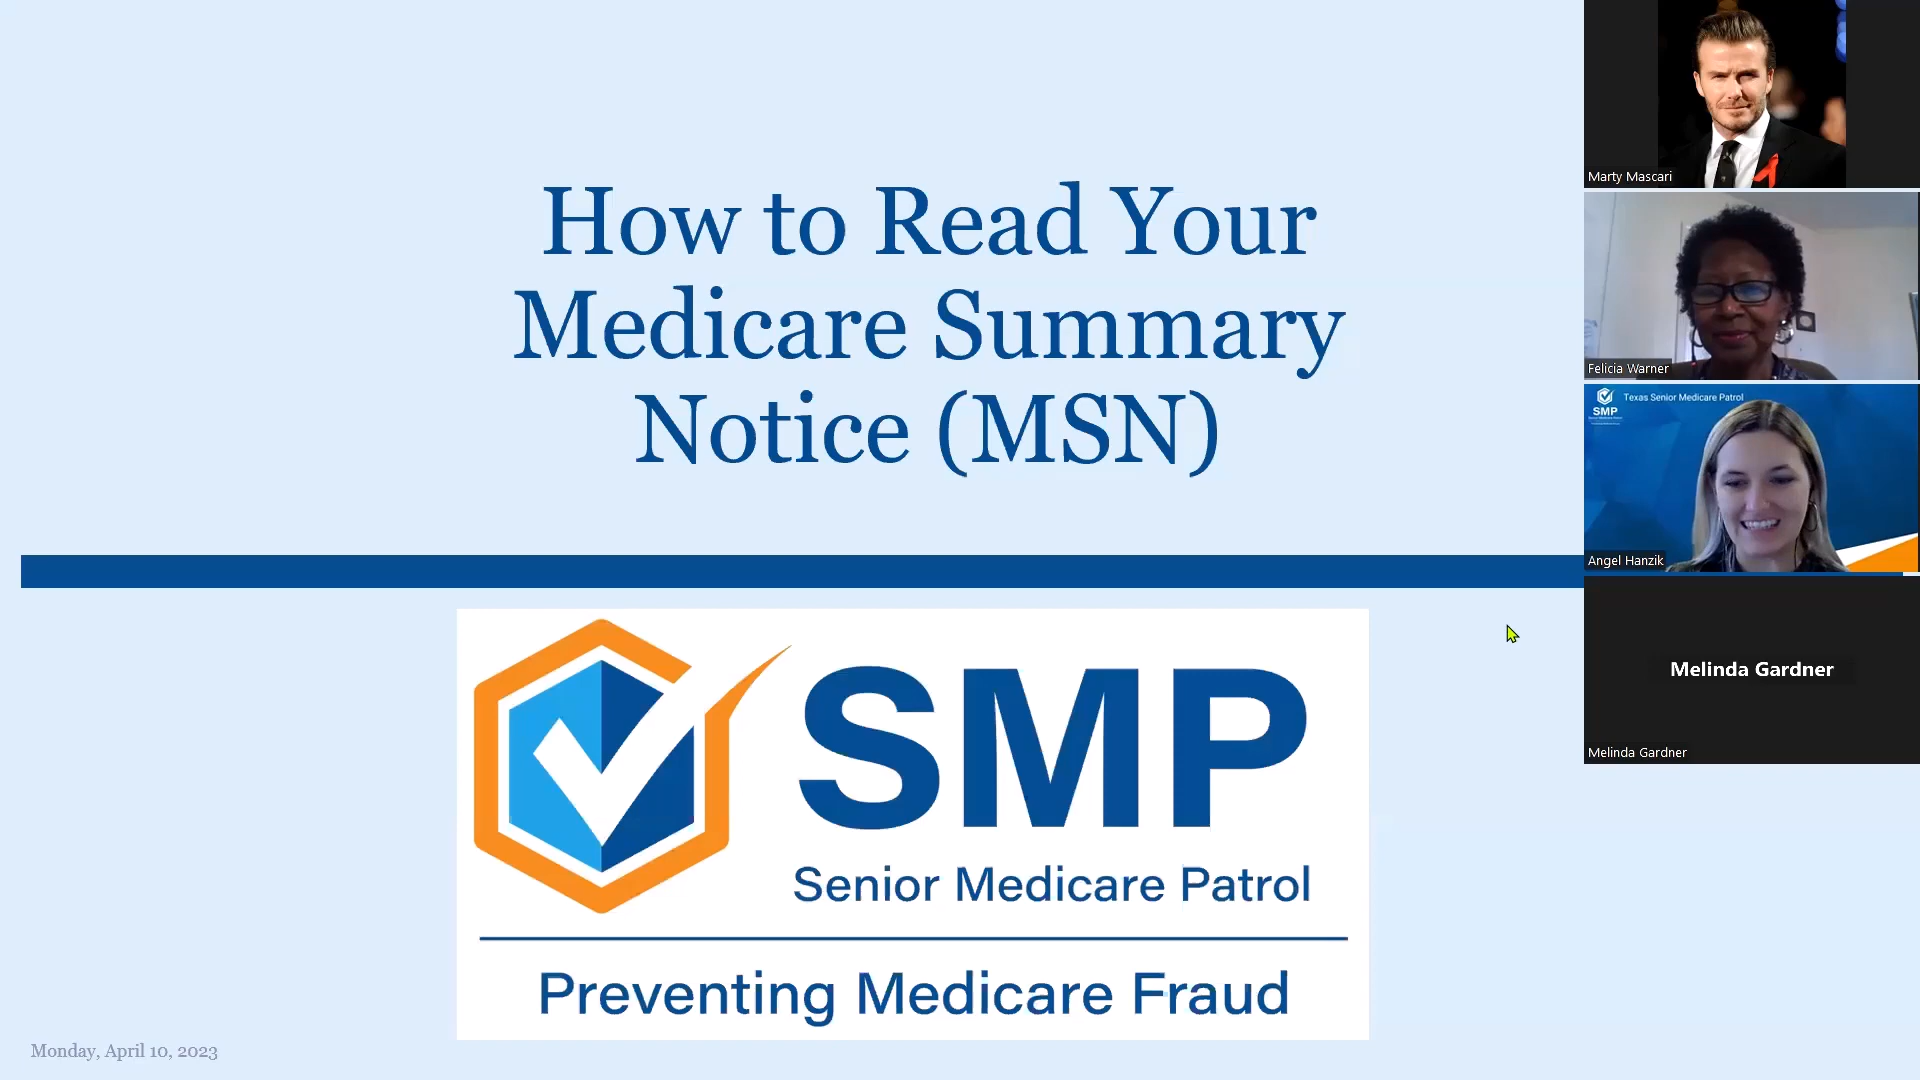 How to Read Your
Medicare Summary
Notice (MSN)
SMP
Senior Medicare Patrol
Preventing Medicare Fraud
Monday, April 10, 2023
Marty Mascari
Felicia Warner
SMP
Texas Senior Medicare Patrol
Angel Hanzik
Melinda Gardner
Melinda Gardner